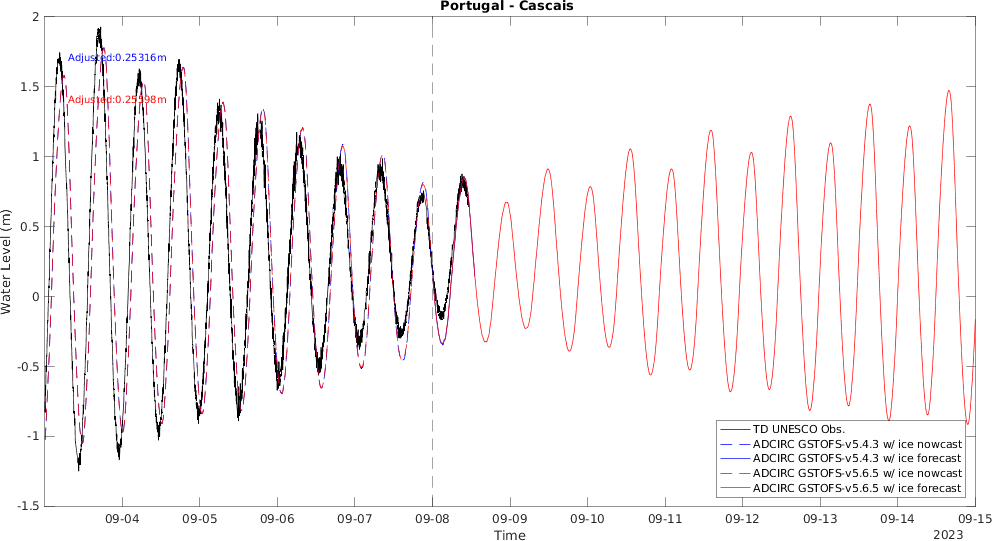 Portugal - Cascais
2
1.5
1
0.5
0
-0.5
-1
-1.5
Water Level (m)
Adjusted:0.25316m
Adjusted:0.25598m
TD UNESCO Obs.
ADCIRC GSTOFS-v5.4.3 w/ ice nowcast
ADCIRC GSTOFS-v5.4.3 w/ ice forecast
ADCIRC GSTOFS-v5.6.5 w/ ice nowcast
ADCIRC GSTOFS-v5.6.5 w/ ice forecast
09-04 09-05 09-06 09-07 09-08 09-09 09-10 09-11 09-12 09-13 09-14 09-15
Time
2023